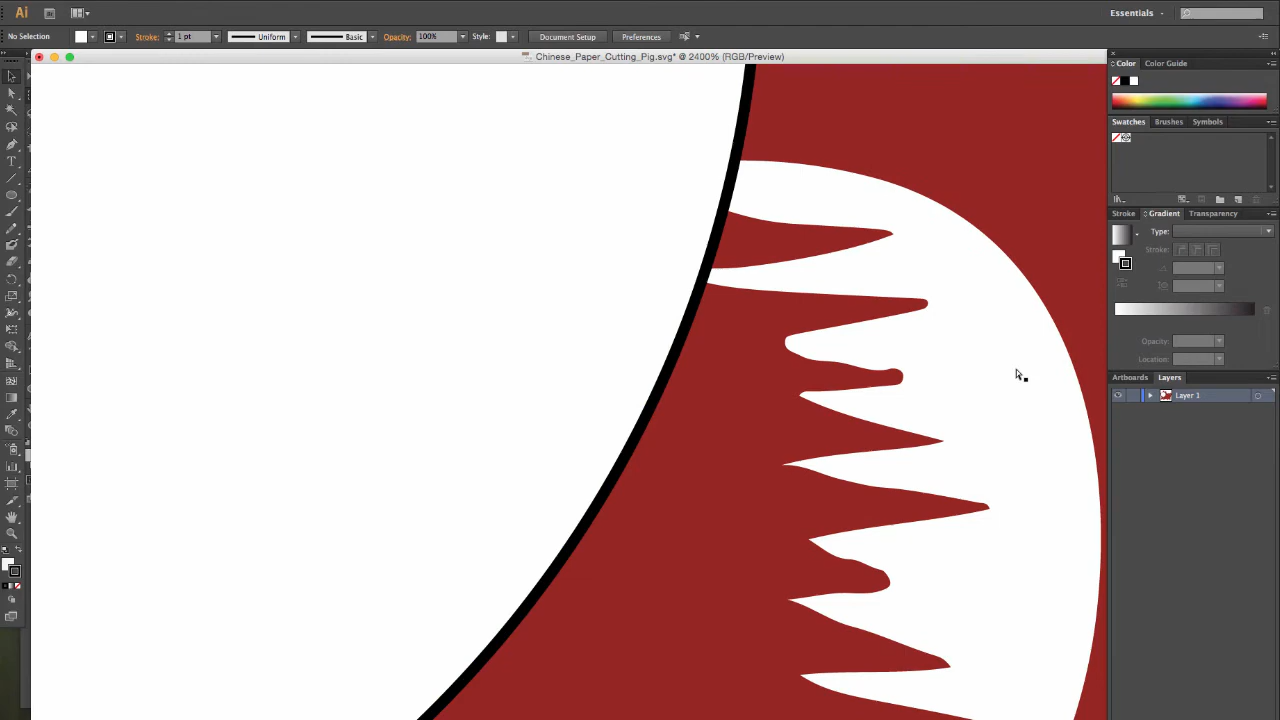 Ai Br Essentials
No Selection Stroke: 1 pt Uniform Basic Opacity: 100% Style: Document Setup Preferences
Chinese_Paper_Cutting_Pig.svg* @ 2400% (RGB/Preview)
Color Color Guide
Swatches Brushes Symbols
Stroke Gradient Transparency
Type:
Stroke:
Opacity:
Location:
Artboards Layers
Layer 1